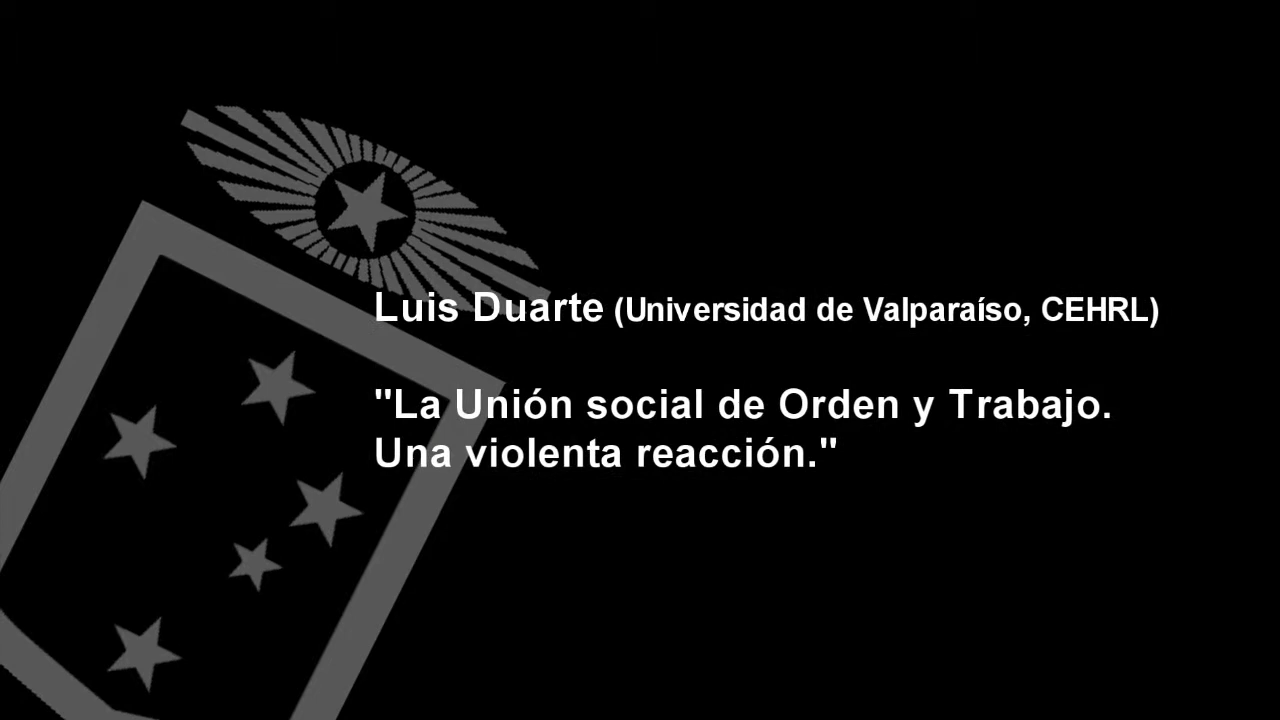 Luis Duarte (Universidad de Valparaíso, CEHRL)
"La Unión social de Orden y Trabajo.
Una violenta reacción."